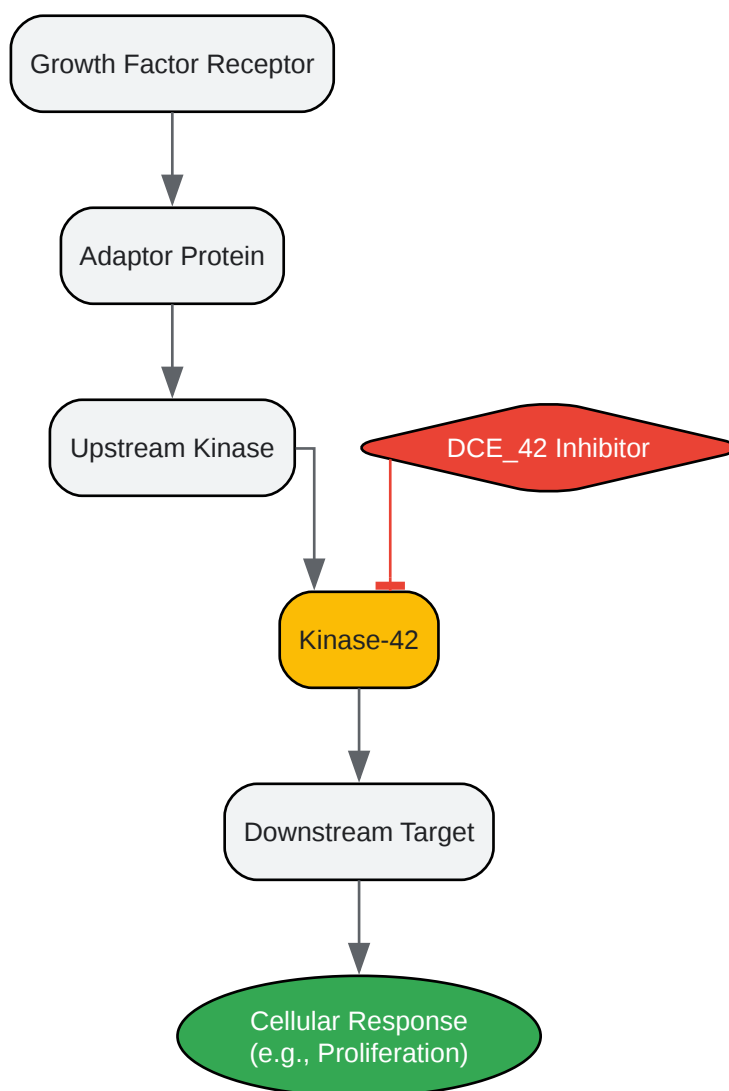 Growth Factor Receptor
Adaptor Protein
Upstream Kinase
DCE_42 Inhibitor
Kinase-42
Downstream Target
Cellular Response
(e.g., Proliferation)